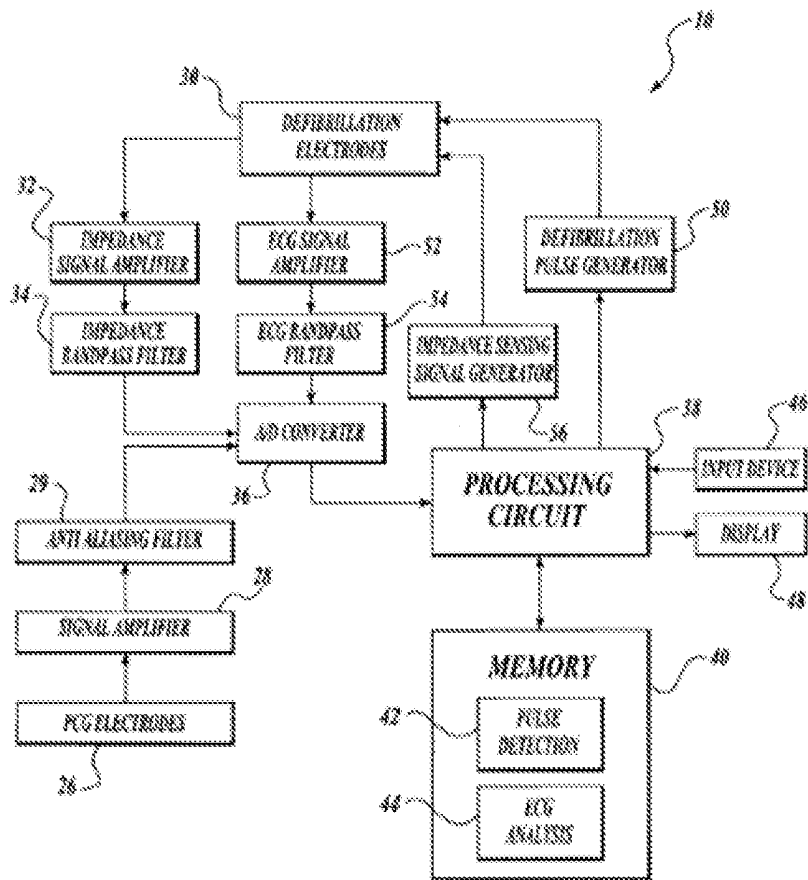 10
30
DEFIBRILLATION
ELECTRODES
32
IMPEDANCE
SIGNAL AMPLIFIER
ECG SIGNAL
AMPLIFIER
52
DEFIBRILLATION
PULSE GENERATOR
50
34
IMPEDANCE
BANDPASS FILTER
ECG BANDPASS
FILTER
54
IMPEDANCE SENSING
SIGNAL GENERATOR
56
A/D CONVERTER
36
38
PROCESSING
CIRCUIT
46
INPUT DEVICE
DISPLAY
48
29
ANTI ALIASING FILTER
28
SIGNAL AMPLIFIER
PCG ELECTRODES
26
MEMORY
40
42
PULSE
DETECTION
44
ECG
ANALYSIS